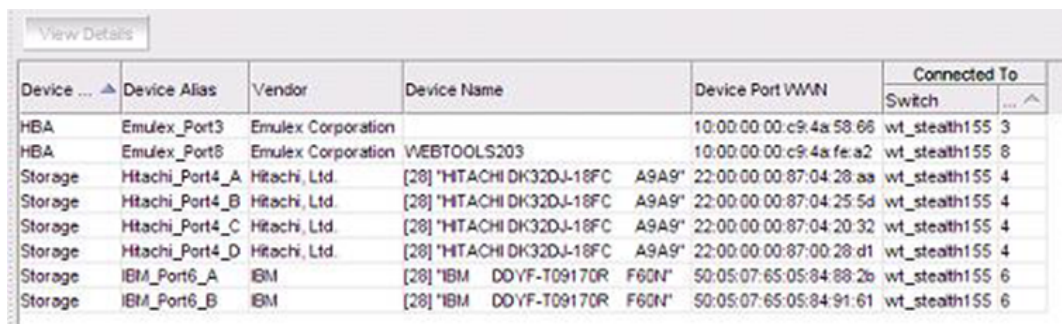 View Details
Connected To
Device ... Device Alias Vendor Device Name Device Port WWN Switch ...
HBA Emulex_Port3 Emulex Corporation 10:00:00:00:c9:4a:58:66 wt_stealth155 3
HBA Emulex_Port8 Emulex Corporation WEBTOOLS203 10:00:00:00:c9:4a:fe:a2 wt_stealth155 8
Storage Hitachi_Port4_A Hitachi, Ltd. [28] "HITACHI DK32DJ-18FC A9A9" 22:00:00:00:87:04:28:aa wt_stealth155 4
Storage Hitachi_Port4_B Hitachi, Ltd. [28] "HITACHI DK32DJ-18FC A9A9" 22:00:00:00:87:04:25:5d wt_stealth155 4
Storage Hitachi_Port4_C Hitachi, Ltd. [28] "HITACHI DK32DJ-18FC A9A9" 22:00:00:00:87:04:20:32 wt_stealth155 4
Storage Hitachi_Port4_D Hitachi, Ltd. [28] "HITACHI DK32DJ-18FC A9A9" 22:00:00:00:87:00:28:d1 wt_stealth155 4
Storage IBM_Port6_A IBM [28] "IBM DDYF-T09170R F60N" 50:05:07:65:05:84:88:2b wt_stealth155 6
Storage IBM_Port6_B IBM [28] "IBM DDYF-T09170R F60N" 50:05:07:65:05:84:91:61 wt_stealth155 6